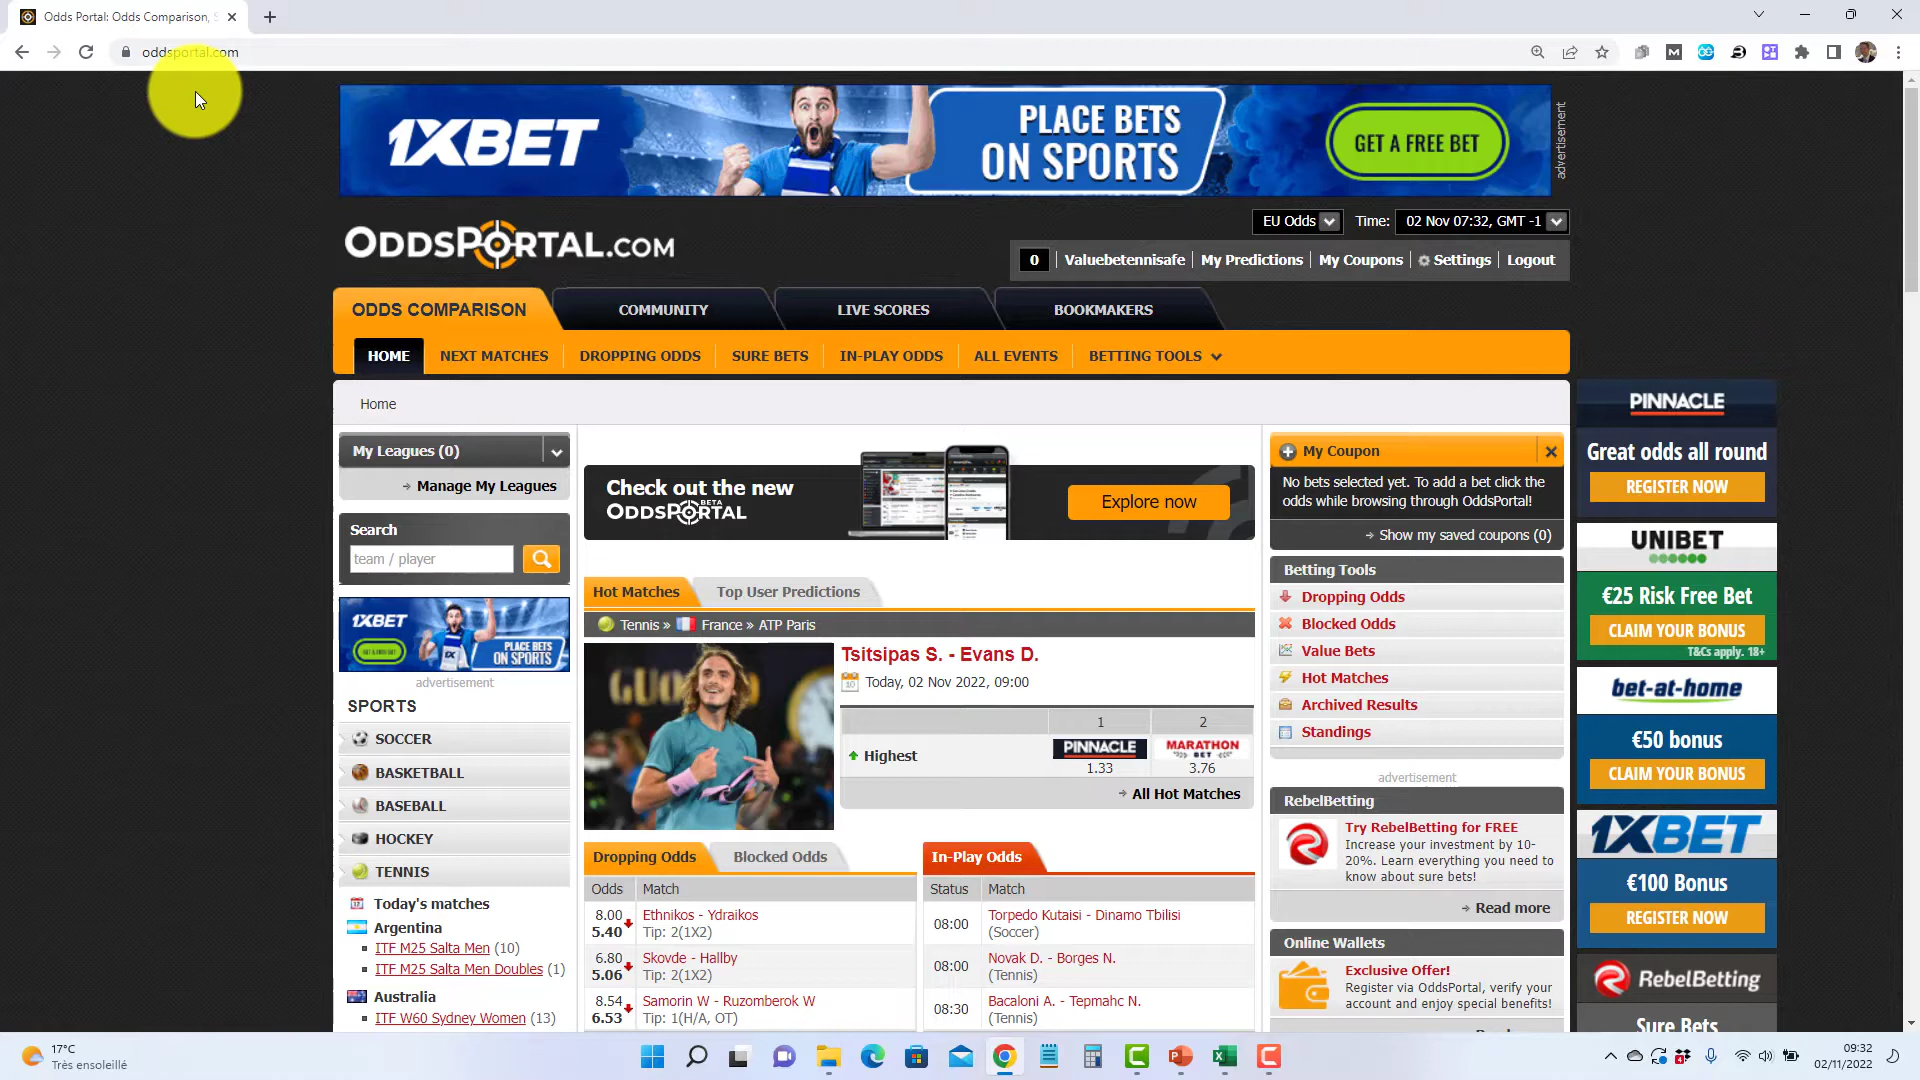 Odds Portal: Odds Comparison, S
oddsportal.com
1XBET
PLACE BETS
ON SPORTS
GET A FREE BET
advertisement
ODDSPORTAL.COM
EU Odds
Time:
02 Nov 07:32, GMT -1
0
Valuebetennisafe
My Predictions
My Coupons
Settings
Logout
ODDS COMPARISON
COMMUNITY
LIVE SCORES
BOOKMAKERS
HOME
NEXT MATCHES
DROPPING ODDS
SURE BETS
IN-PLAY ODDS
ALL EVENTS
BETTING TOOLS
Home
My Leagues (0)
Manage My Leagues
Search
team / player
1XBET
GET A FREE BET
PLACE BETS
ON SPORTS
advertisement
SPORTS
SOCCER
BASKETBALL
BASEBALL
HOCKEY
TENNIS
Today's matches
Argentina
ITF M25 Salta Men (10)
ITF M25 Salta Men Doubles (1)
Australia
ITF W60 Sydney Women (13)
Check out the new
BETA
ODDSPORTAL
Explore now
Hot Matches
Top User Predictions
Tennis » France » ATP Paris
Tsitsipas S. - Evans D.
Today, 02 Nov 2022, 09:00
1 2
Highest
PINNACLE
1.33
MARATHON
BET
3.76
All Hot Matches
Dropping Odds
Blocked Odds
Odds Match
8.00
5.40
Ethnikos - Ydraikos
Tip: 2(1X2)
6.80
5.06
Skovde - Hallby
Tip: 2(1X2)
8.54
6.53
Samorin W - Ruzomberok W
Tip: 1(H/A, OT)
In-Play Odds
Status Match
08:00
Torpedo Kutaisi - Dinamo Tbilisi
(Soccer)
08:00
Novak D. - Borges N.
(Tennis)
08:30
Bacaloni A. - Tepmahc N.
(Tennis)
My Coupon
No bets selected yet. To add a bet click the
odds while browsing through OddsPortal!
Show my saved coupons (0)
Betting Tools
Dropping Odds
Blocked Odds
Value Bets
Hot Matches
Archived Results
Standings
advertisement
RebelBetting
Try RebelBetting for FREE
Increase your investment by 10-
20%. Learn everything you need to
know about sure bets!
Read more
Online Wallets
Exclusive Offer!
Register via OddsPortal, verify your
account and enjoy special benefits!
PINNACLE
Great odds all round
REGISTER NOW
UNIBET
€25 Risk Free Bet
CLAIM YOUR BONUS
T&Cs apply. 18+
bet-at-home
€50 bonus
CLAIM YOUR BONUS
1XBET
€100 Bonus
REGISTER NOW
RebelBetting
Sure Bets
17°C
Très ensoleillé
09:32
02/11/2022